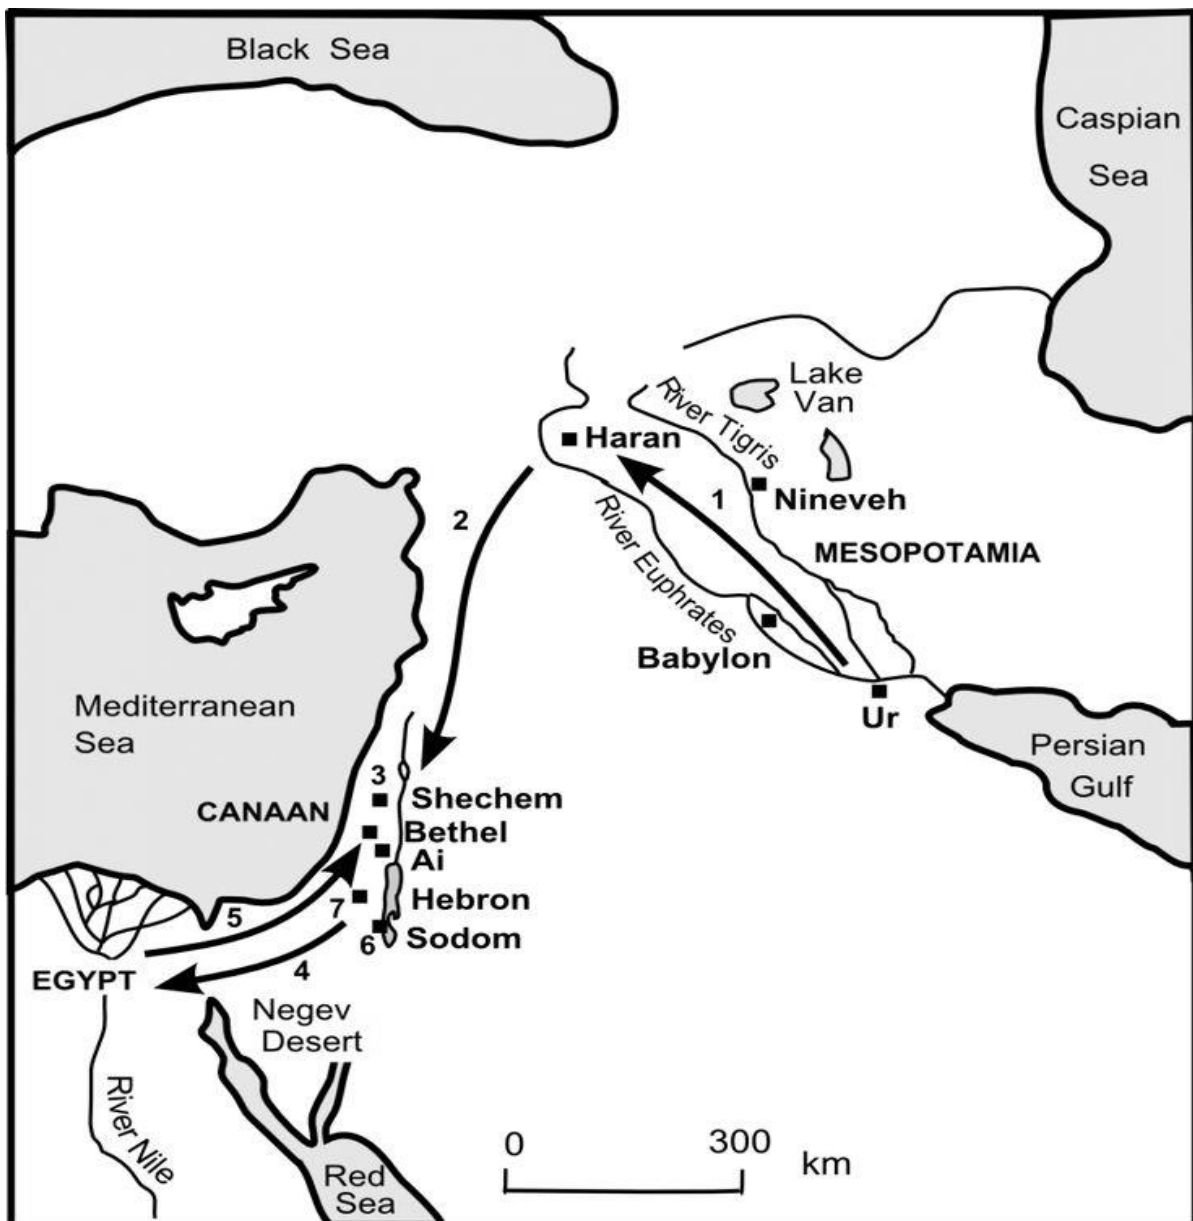 Black Sea
Caspian
Sea
Lake
Van
River Tigris
Haran
Nineveh
1
2
River Euphrates
MESOPOTAMIA
Babylon
Ur
Mediterranean
Sea
Persian
Gulf
3
Shechem
CANAAN
Bethel
Ai
Hebron
7
5
Sodom
6
4
EGYPT
Negev
Desert
River Nile
0
300
km
Red
Sea